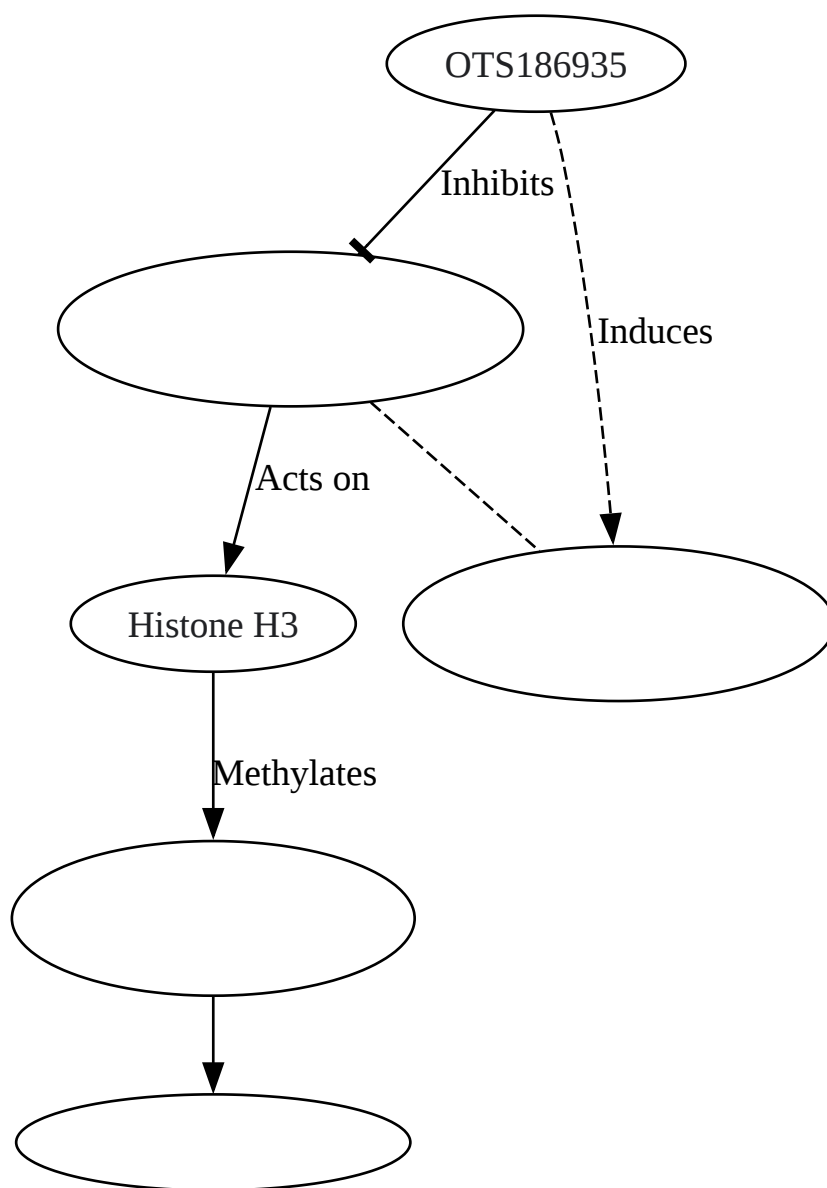 OTS186935
Inhibits
Induces
Acts on
Histone H3
Methylates